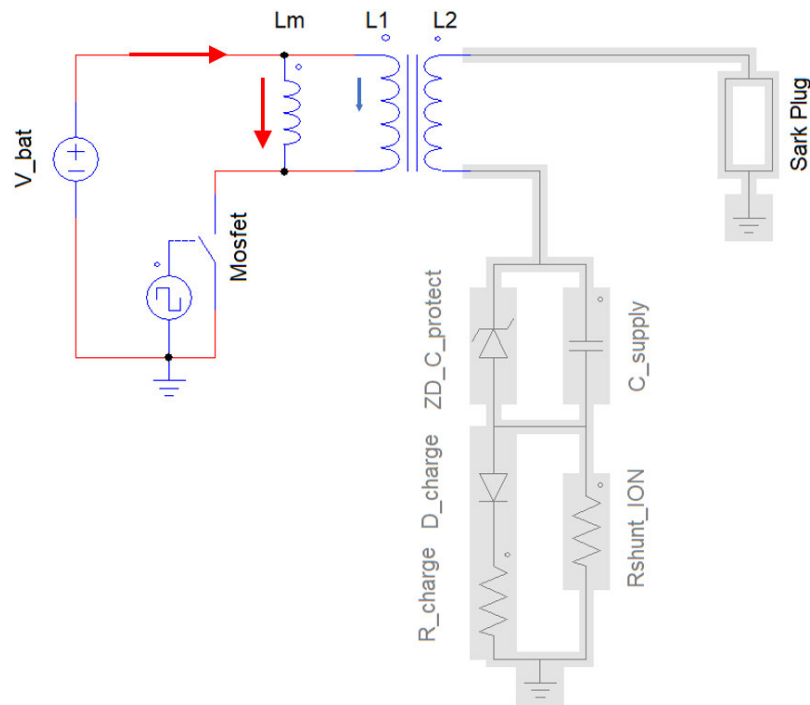 Lm
L1
L2
V_bat
Mosfet
Sark Plug
ZD_C_protect
C_supply
D_charge
R_charge
Rshunt_ION